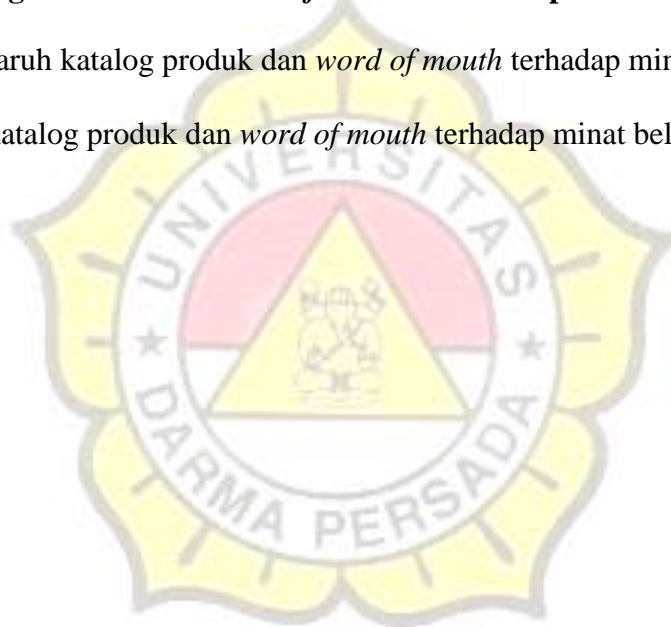 aruh katalog produk dan word of mouth terhadap min
katalog produk dan word of mouth terhadap minat bel
UNIVERSITAS
DARMA PERSADA